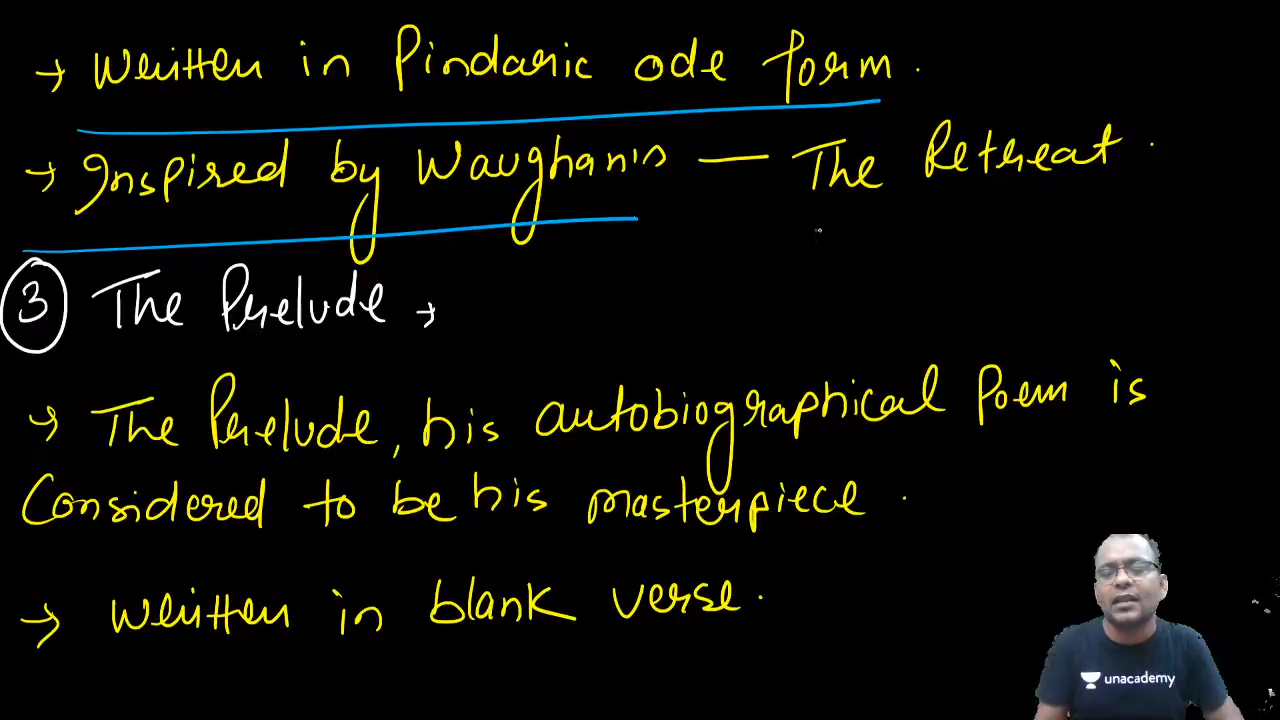 → Written in Pindaric ode form.
→ Inspired by Waughanis — The Retreat.
③ The Prelude →
→ The Prelude, his autobiographical Poem is
Considered to be his masterpiece.
→ Written in blank verse.
unacademy